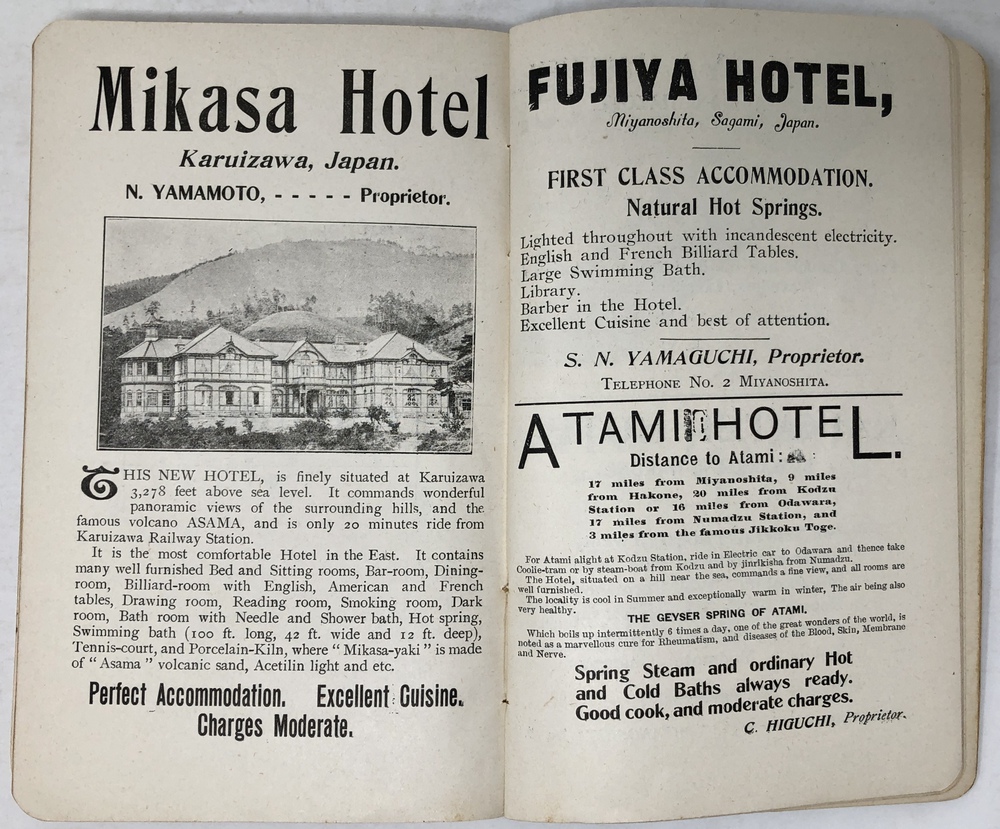 Mikasa Hotel
Karuizawa, Japan.
N. YAMAMOTO, - - - - - Proprietor.
THIS NEW HOTEL, is finely situated at Karuizawa
3,278 feet above sea level. It commands wonderful
panoramic views of the surrounding hills, and the
famous volcano ASAMA, and is only 20 minutes ride from
Karuizawa Railway Station.
It is the most comfortable Hotel in the East. It contains
many well furnished Bed and Sitting rooms, Bar-room, Dining-
room, Billiard-room with English, American and French
tables, Drawing room, Reading room, Smoking room, Dark
room, Bath room with Needle and Shower bath, Hot spring,
Swimming bath (100 ft. long, 42 ft. wide and 12 ft. deep),
Tennis-court, and Porcelain-Kiln, where “ Mikasa-yaki ” is made
of “ Asama ” volcanic sand, Acetilin light and etc.
Perfect Accommodation. Excellent Cuisine.
Charges Moderate.
FUJIYA HOTEL,
Miyanoshita, Sagami, Japan.
FIRST CLASS ACCOMMODATION.
Natural Hot Springs.
Lighted throughout with incandescent electricity.
English and French Billiard Tables.
Large Swimming Bath.
Library.
Barber in the Hotel.
Excellent Cuisine and best of attention.
S. N. YAMAGUCHI, Proprietor.
TELEPHONE NO. 2 MIYANOSHITA.
ATAMI HOTEL.
Distance to Atami:
17 miles from Miyanoshita, 9 miles
from Hakone, 20 miles from Kodzu
Station or 16 miles from Odawara,
17 miles from Numadzu Station, and
3 miles from the famous Jikkoku Toge.
For Atami alight at Kodzu Station, ride in Electric car to Odawara and thence take
Coolie-tram or by steam-boat from Kodzu and by jinrikisha from Numadzu.
The Hotel, situated on a hill near the sea, commands a fine view, and all rooms are
well furnished.
The locality is cool in Summer and exceptionally warm in winter, The air being also
very healthy.
THE GEYSER SPRING OF ATAMI.
Which boils up intermittently 6 times a day, one of the great wonders of the world, is
noted as a marvellous cure for Rheumatism, and diseases of the Blood, Skin, Membrane
and Nerve.
Spring Steam and ordinary Hot
and Cold Baths always ready.
Good cook, and moderate charges.
C. HIGUCHI, Proprietor.